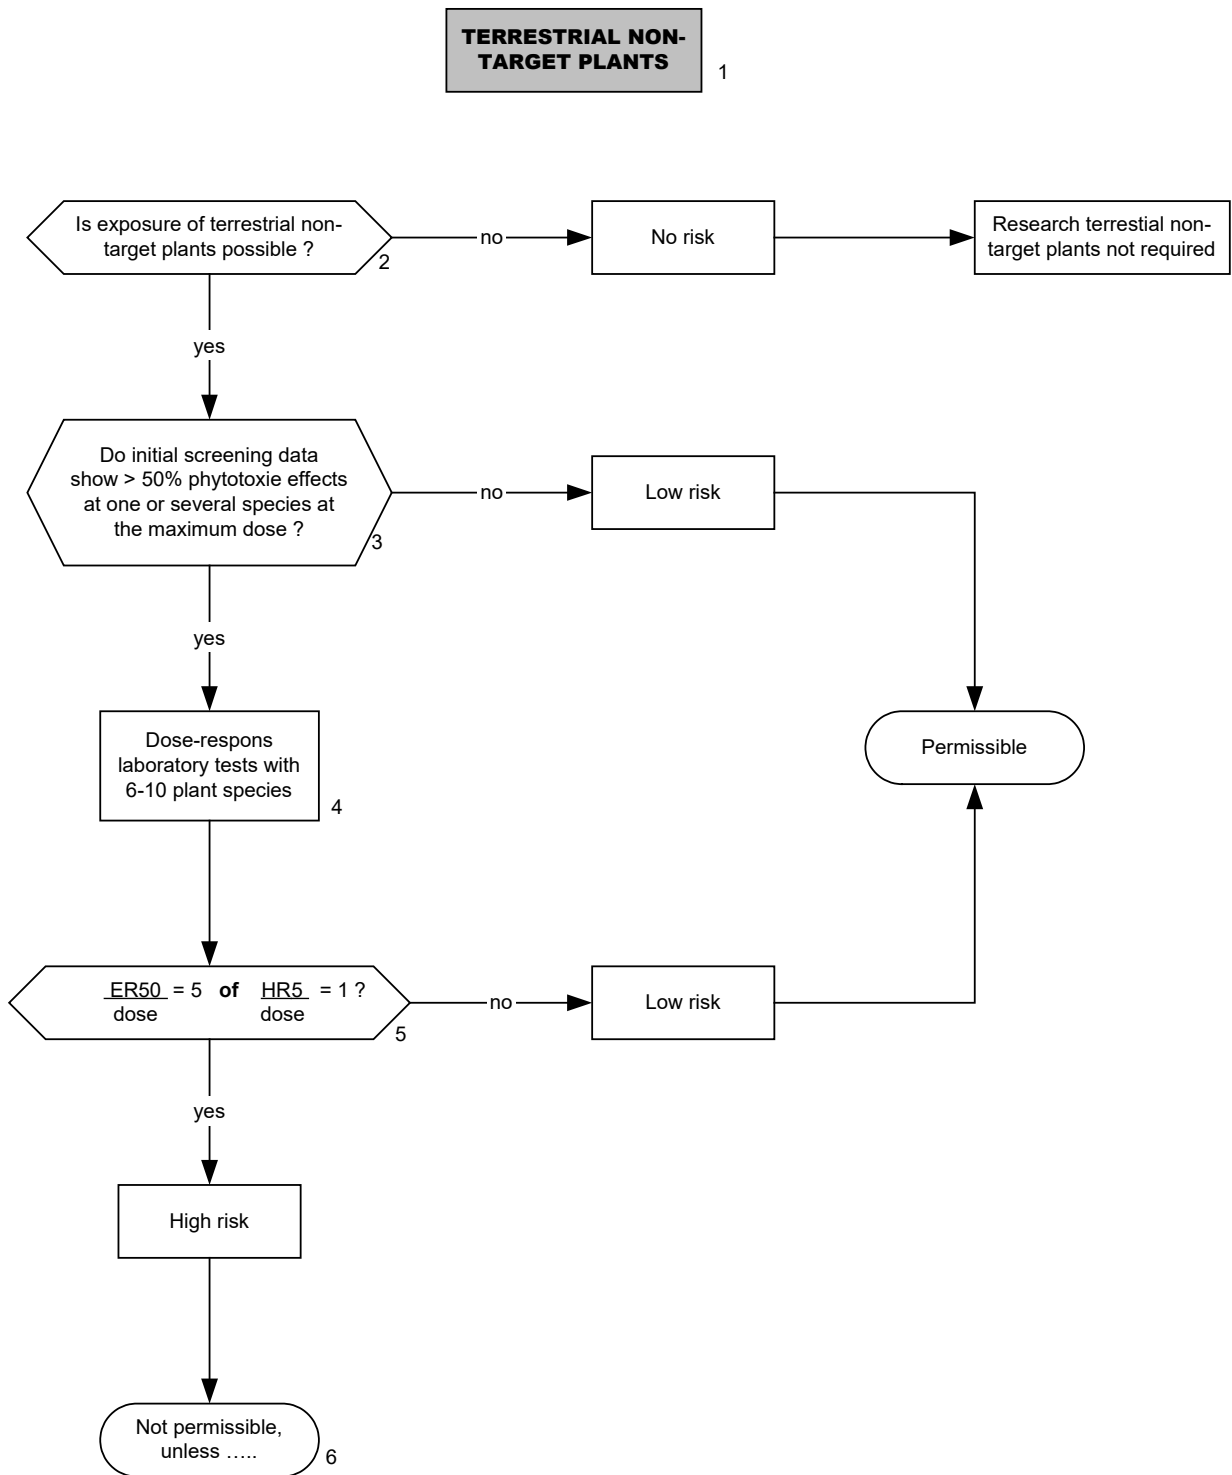 TERRESTRIAL NON-
TARGET PLANTS
1
Is exposure of terrestrial non-
target plants possible ?
2
no
No risk
Research terrestial non-
target plants not required
yes
Do initial screening data
show > 50% phytotoxie effects
at one or several species at
the maximum dose ?
3
no
Low risk
yes
Dose-respons
laboratory tests with
6-10 plant species
4
Permissible
ER50 = 5 of HR5 = 1 ?
dose dose
5
no
Low risk
yes
High risk
Not permissible,
unless …..
6